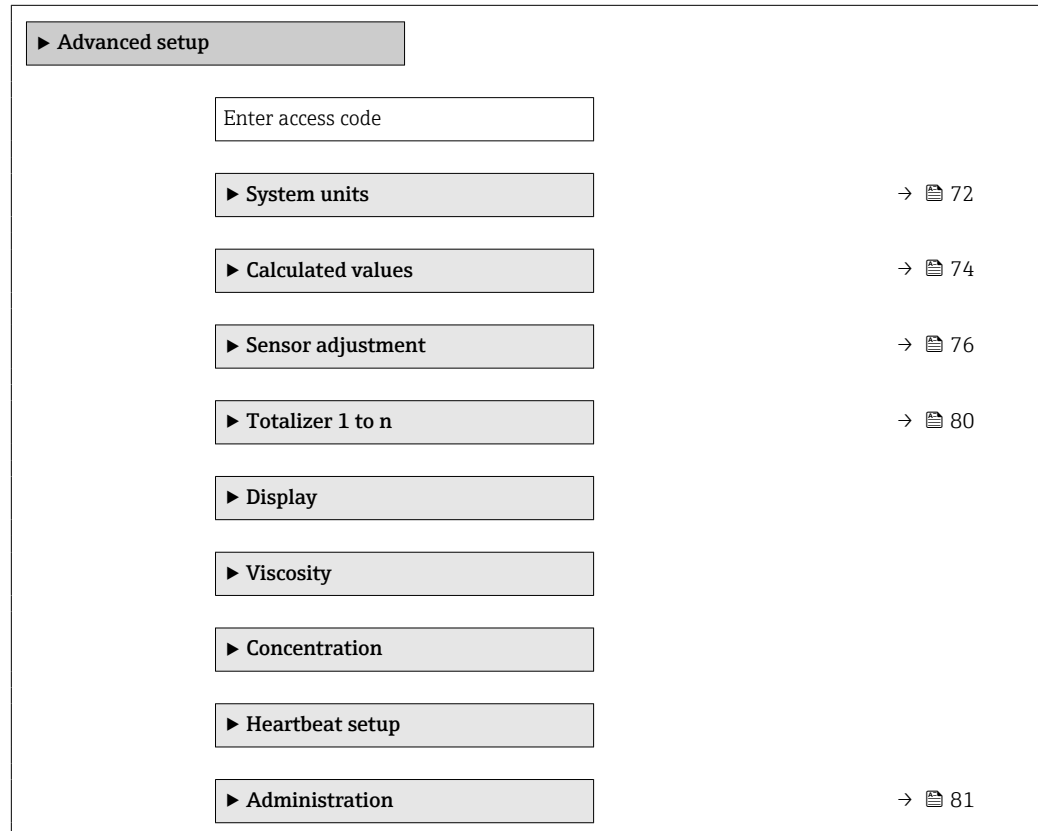 ▶ Advanced setup
Enter access code
▶ System units → 72
▶ Calculated values → 74
▶ Sensor adjustment → 76
▶ Totalizer 1 to n → 80
▶ Display
▶ Viscosity
▶ Concentration
▶ Heartbeat setup
▶ Administration → 81